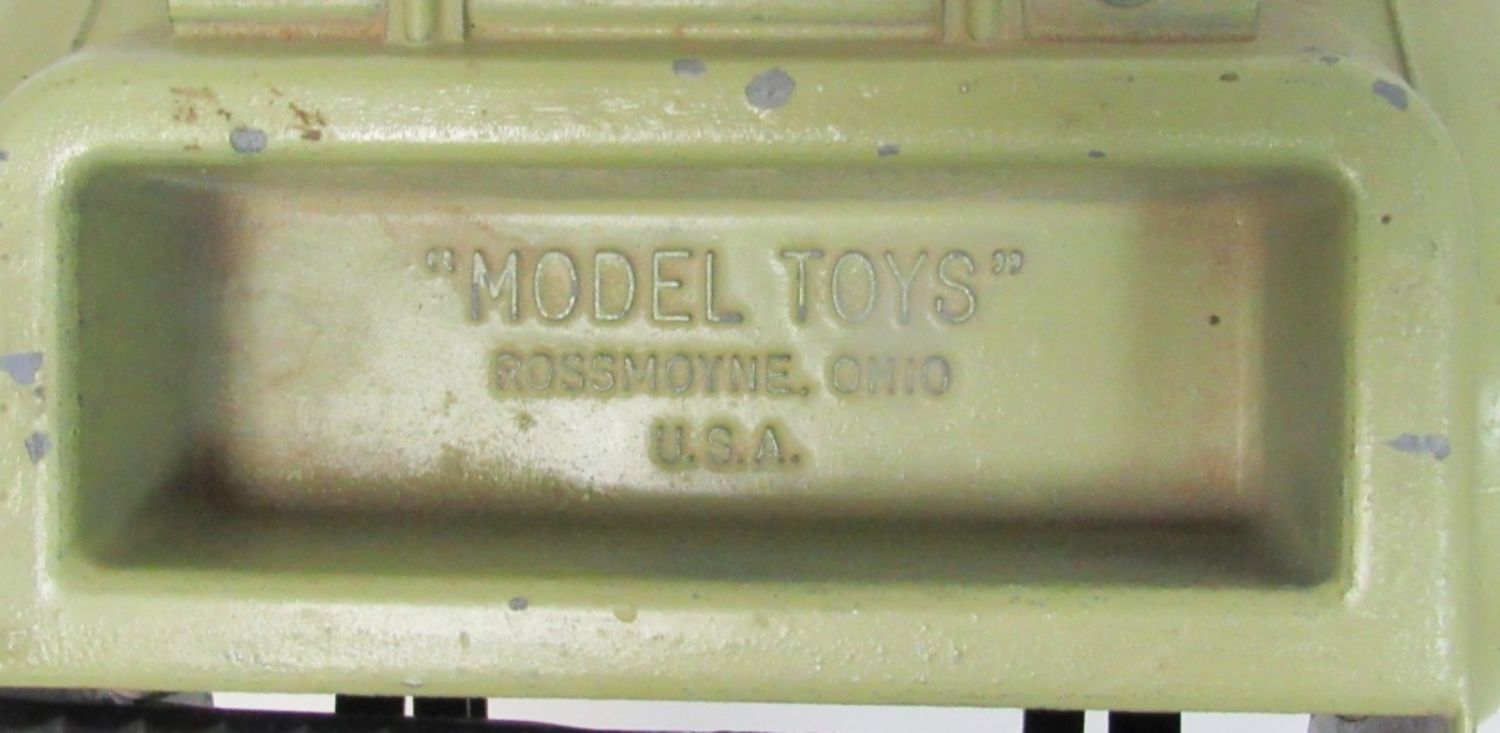 “MODEL TOYS”
ROSSMOYNE, OHIO
U.S.A.